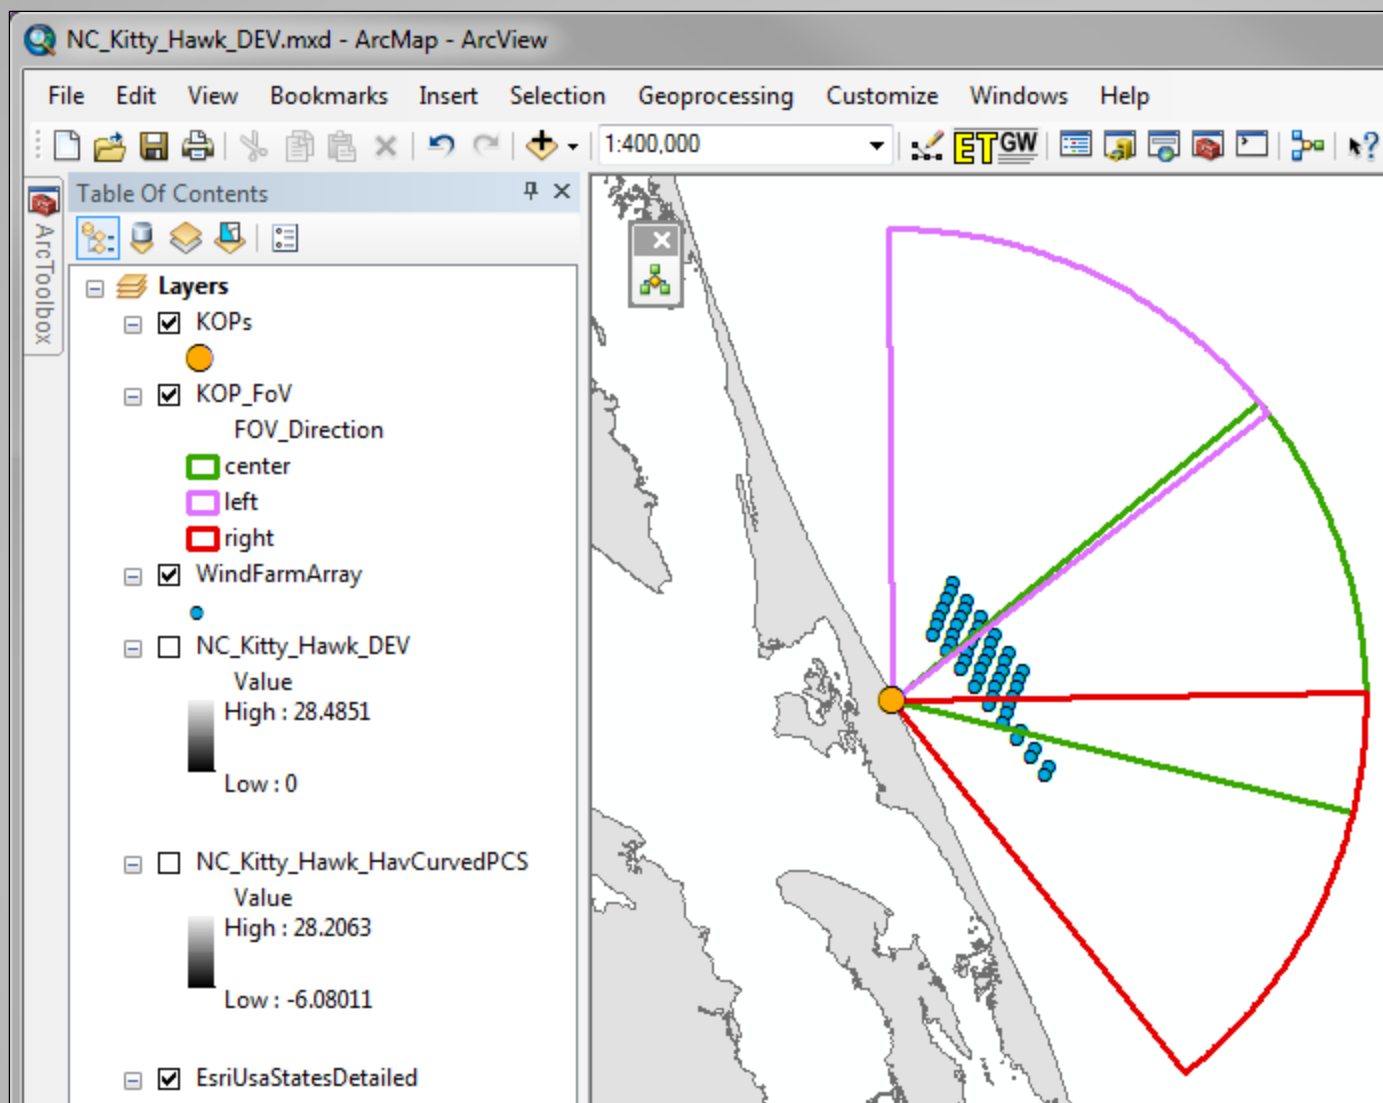 NC_Kitty_Hawk_DEV.mxd - ArcMap - ArcView
File Edit View Bookmarks Insert Selection Geoprocessing Customize Windows Help
1:400,000 ET GW
Table Of Contents
ArcToolbox
Layers
KOPs
KOP_FoV
FOV_Direction
center
left
right
WindFarmArray
NC_Kitty_Hawk_DEV
Value
High : 28.4851
Low : 0
NC_Kitty_Hawk_HavCurvedPCS
Value
High : 28.2063
Low : -6.08011
EsriUsaStatesDetailed